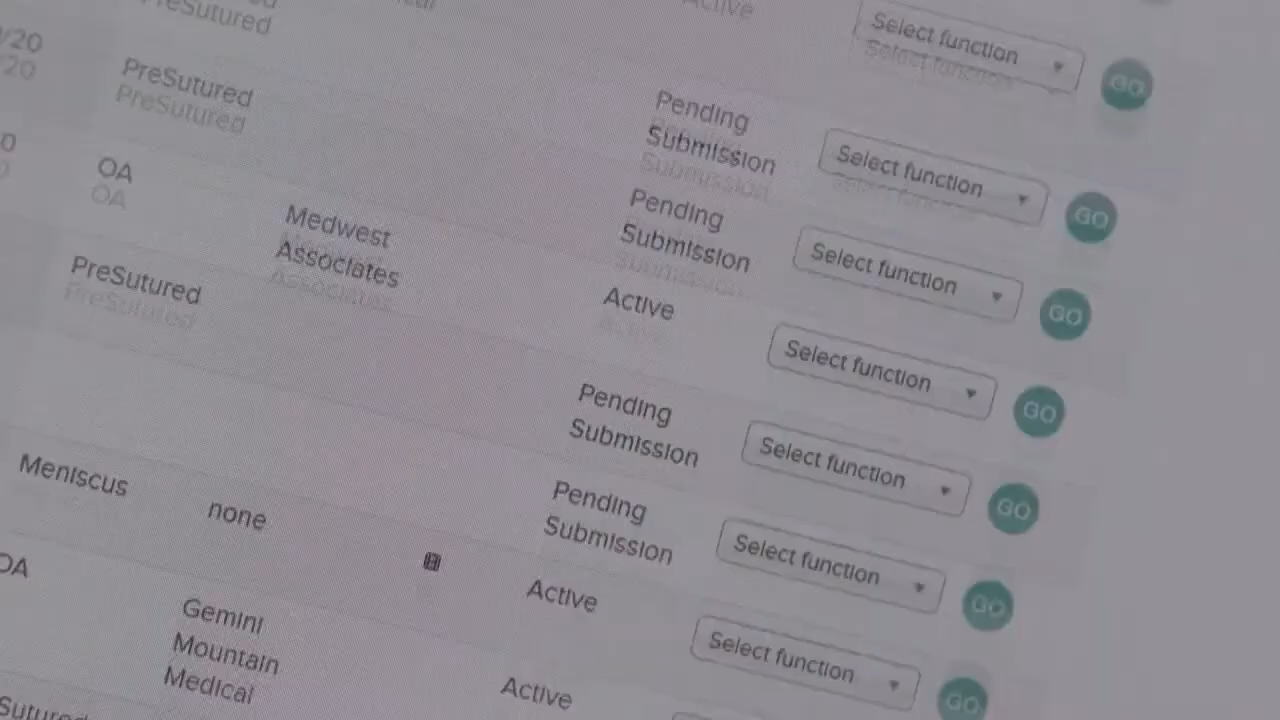 Active
Select function
GO
/20
PreSutured
PreSutured
Pending
Submission
Select function
GO
OA
Medwest
Associates
Pending
Submission
Select function
GO
PreSutured
Active
Select function
GO
Pending
Submission
Select function
GO
Meniscus
none
Pending
Submission
Select function
GO
OA
Gemini
Mountain
Medical
Active
Select function
GO
Active